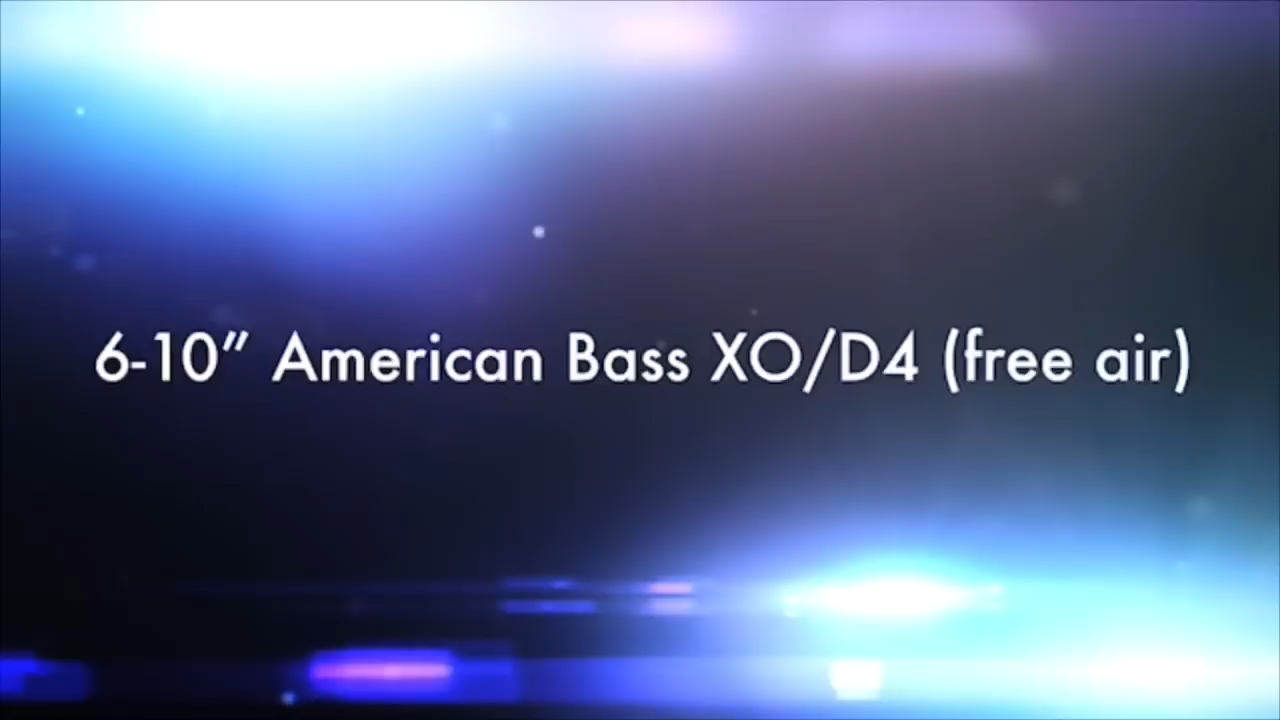 6-10” American Bass XO/D4 (free air)